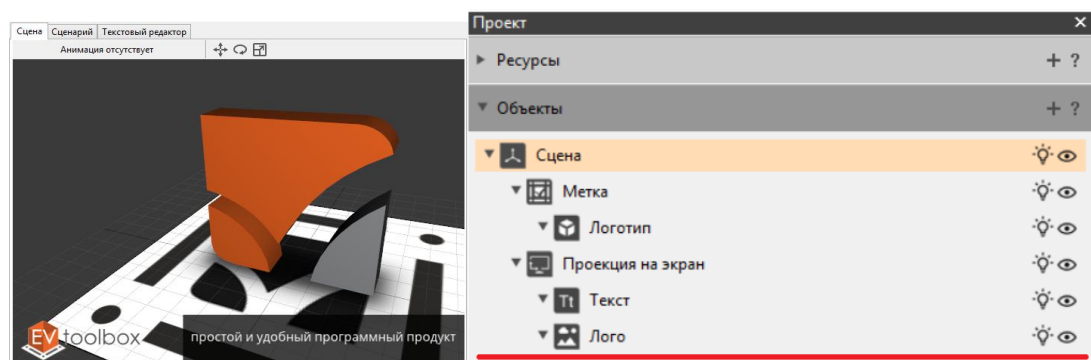 Сцена Сценарий Текстовый редактор
Анимация отсутствует
EV toolbox
простой и удобный программный продукт
Проект
Ресурсы + ?
Объекты + ?
Сцена
Метка
Логотип
Проекция на экран
Tt Текст
Лого